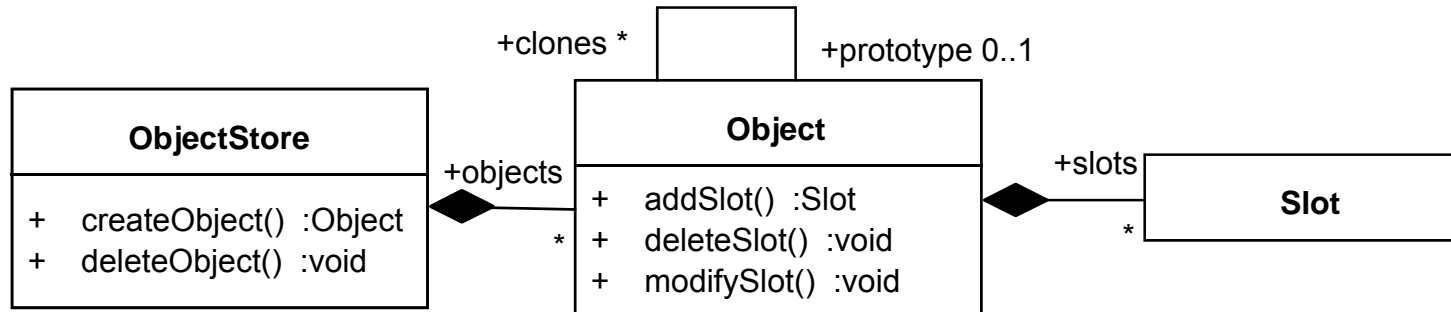 +clones *
+prototype 0..1
ObjectStore
+ createObject() :Object
+ deleteObject() :void
+objects
*
Object
+ addSlot() :Slot
+ deleteSlot() :void
+ modifySlot() :void
+slots
*
Slot